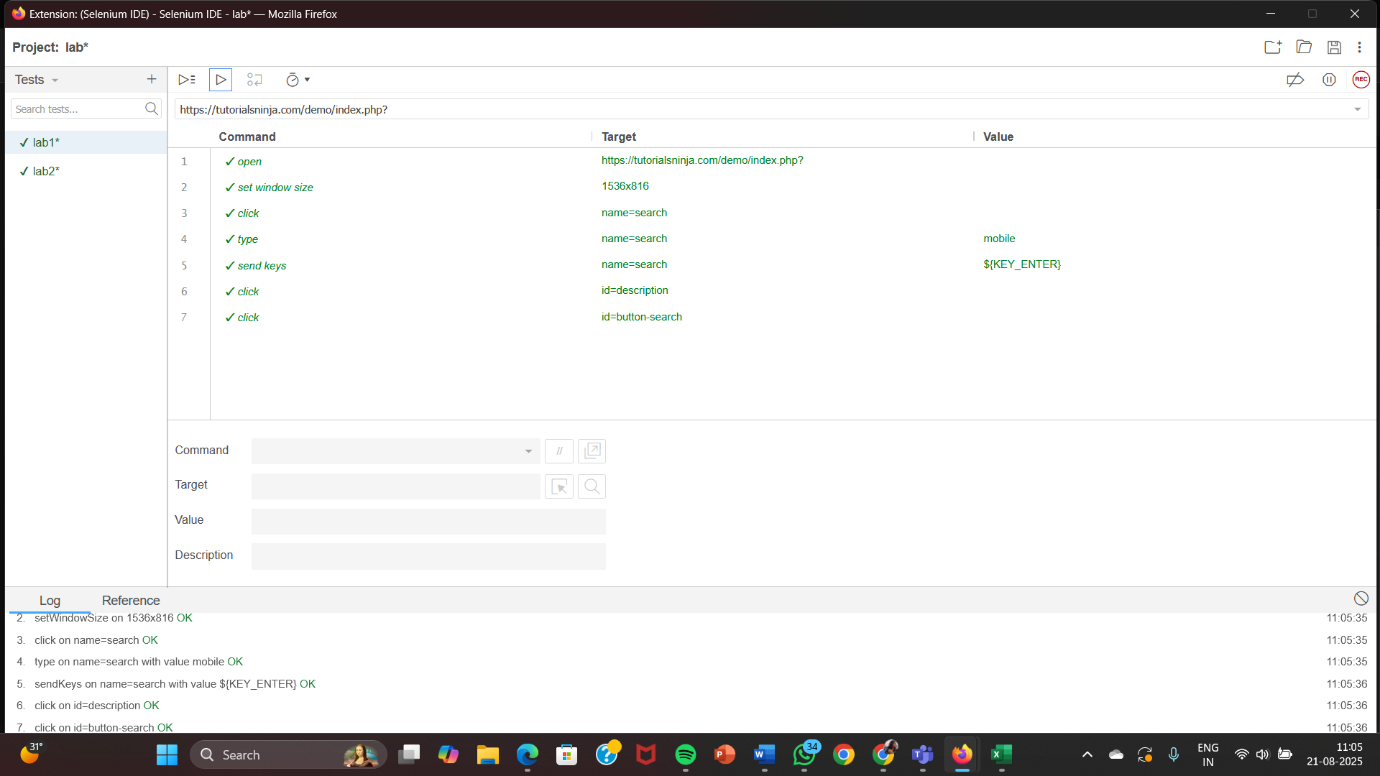 Extension: (Selenium IDE) - Selenium IDE - lab* — Mozilla Firefox
Project: lab*
Tests
Search tests...
✓ lab1*
✓ lab2*
REC
https://tutorialsninja.com/demo/index.php?
Command Target Value
1 ✓ open https://tutorialsninja.com/demo/index.php?
2 ✓ set window size 1536x816
3 ✓ click name=search
4 ✓ type name=search mobile
5 ✓ send keys name=search ${KEY_ENTER}
6 ✓ click id=description
7 ✓ click id=button-search
Command //
Target
Value
Description
Log Reference
2. setWindowSize on 1536x816 OK 11:05:35
3. click on name=search OK 11:05:35
4. type on name=search with value mobile OK 11:05:35
5. sendKeys on name=search with value ${KEY_ENTER} OK 11:05:36
6. click on id=description OK 11:05:36
7. click on id=button-search OK 11:05:36
31°
Search
34
ENG
IN
11:05
21-08-2025